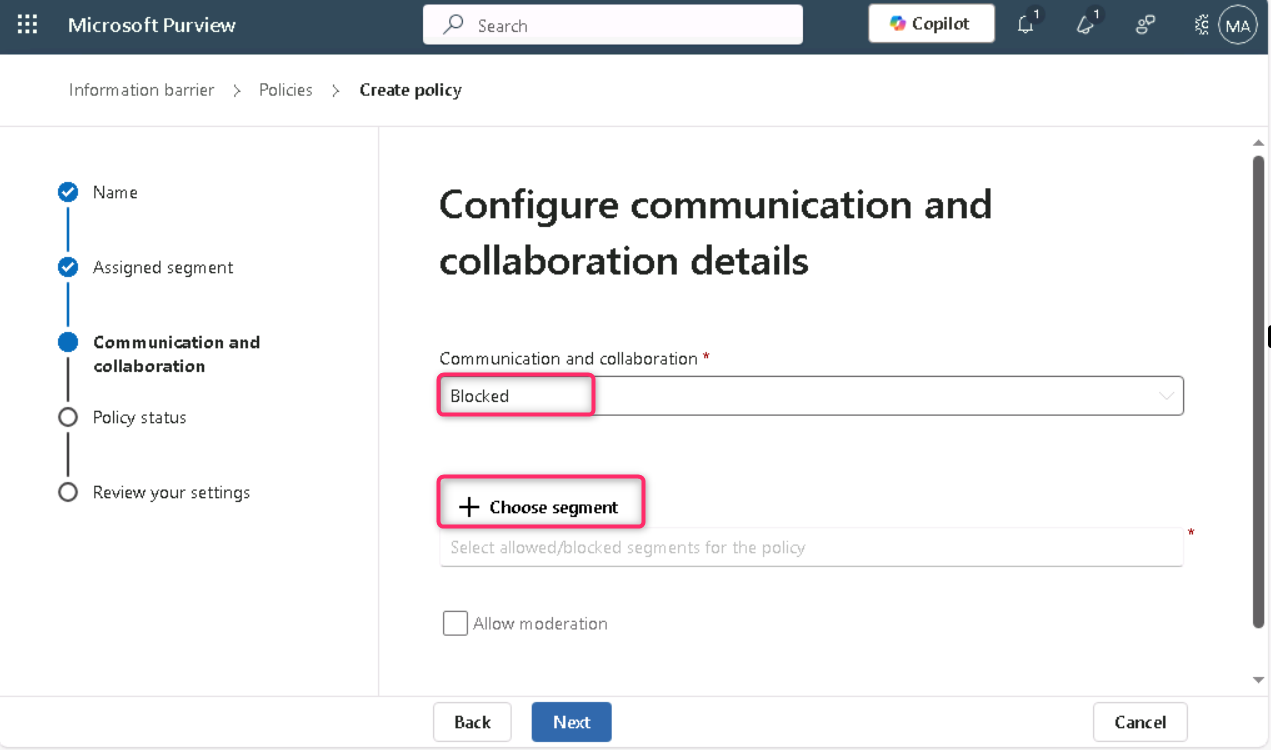 Microsoft Purview
Search
Copilot
1
1
MA
Information barrier > Policies > Create policy
Name
Assigned segment
Communication and
collaboration
Policy status
Review your settings
Configure communication and
collaboration details
Communication and collaboration *
Blocked
+ Choose segment
*
Select allowed/blocked segments for the policy
Allow moderation
Back
Next
Cancel